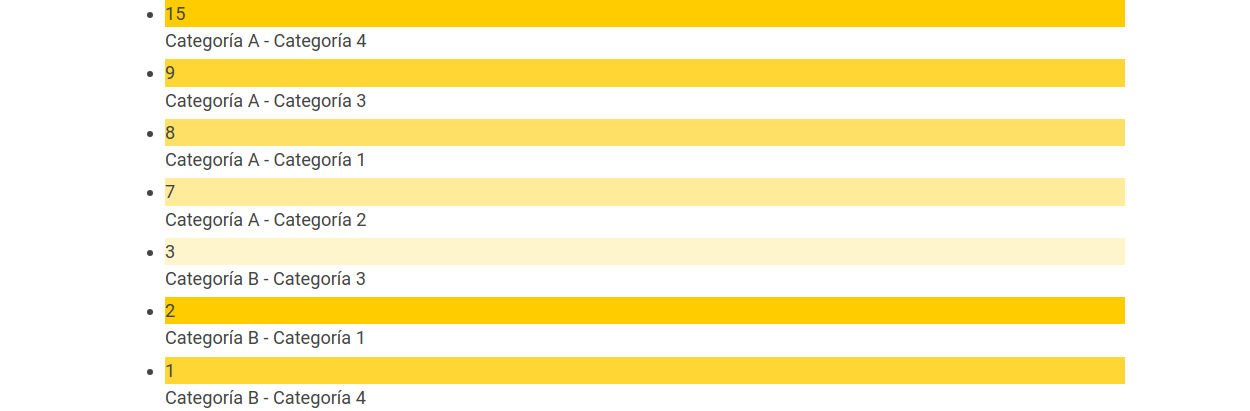 15
Categoría A - Categoría 4
9
Categoría A - Categoría 3
8
Categoría A - Categoría 1
7
Categoría A - Categoría 2
3
Categoría B - Categoría 3
2
Categoría B - Categoría 1
1
Categoría B - Categoría 4